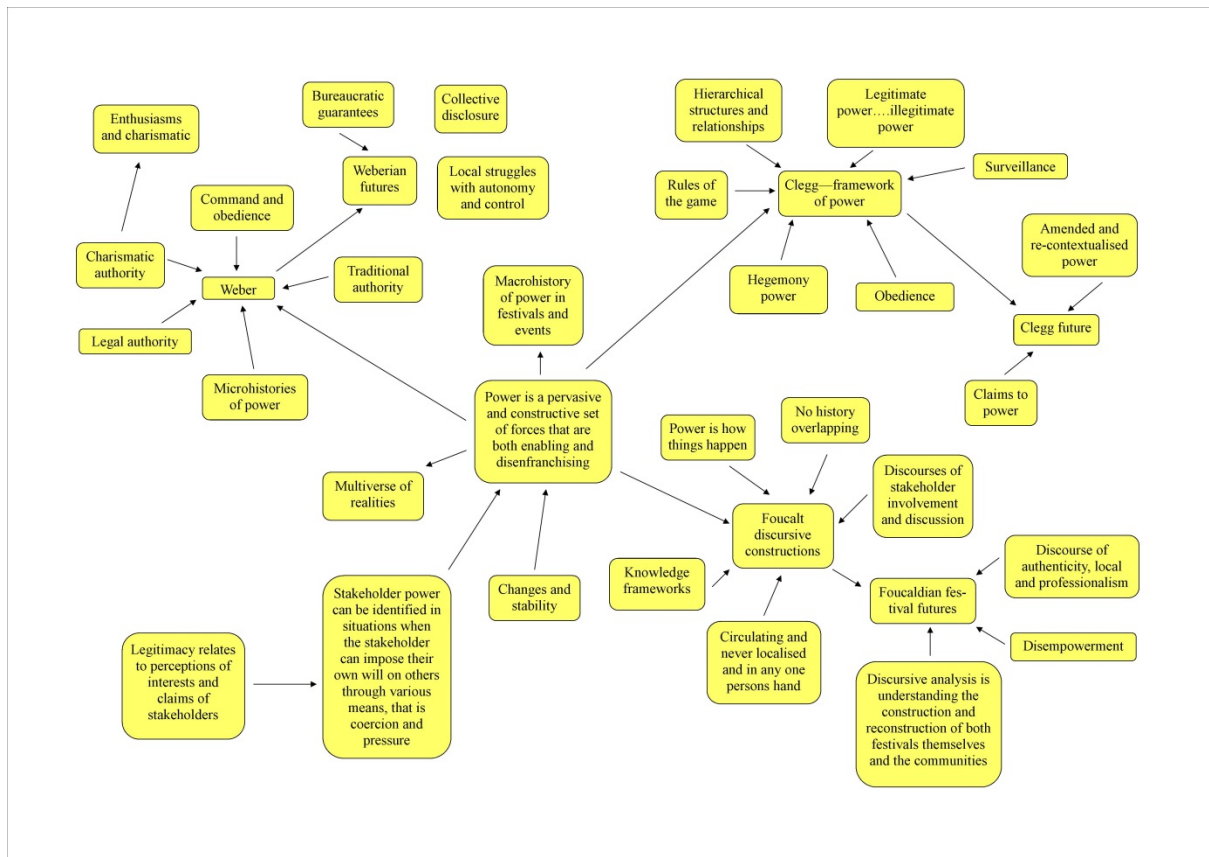 Enthusiasms
and charismatic
Bureaucratic
guarantees
Collective
disclosure
Weberian
futures
Local struggles
with autonomy
and control
Command and
obedience
Charismatic
authority
Weber
Traditional
authority
Legal authority
Microhistories
of power
Hierarchical
structures and
relationships
Legitimate
power….illegitimate
power
Surveillance
Rules of
the game
Clegg—framework
of power
Hegemony
power
Obedience
Amended and
re-contextualised
power
Clegg future
Claims to
power
Macrohistory
of power in
festivals and
events
Power is a pervasive
and constructive set
of forces that are
both enabling and
disenfranchising
Multiverse of
realities
Changes and
stability
Stakeholder power
can be identified in
situations when
the stakeholder
can impose their
own will on others
through various
means, that is
coercion and
pressure
Legitimacy relates
to perceptions of
interests and
claims of
stakeholders
Power is how
things happen
No history
overlapping
Discourses of
stakeholder
involvement
and discussion
Foucalt
discursive
constructions
Knowledge
frameworks
Circulating and
never localised
and in any one
persons hand
Foucaldian fes-
tival futures
Discourse of
authenticity, local
and professionalism
Disempowerment
Discursive analysis is
understanding the
construction and
reconstruction of both
festivals themselves
and the communities